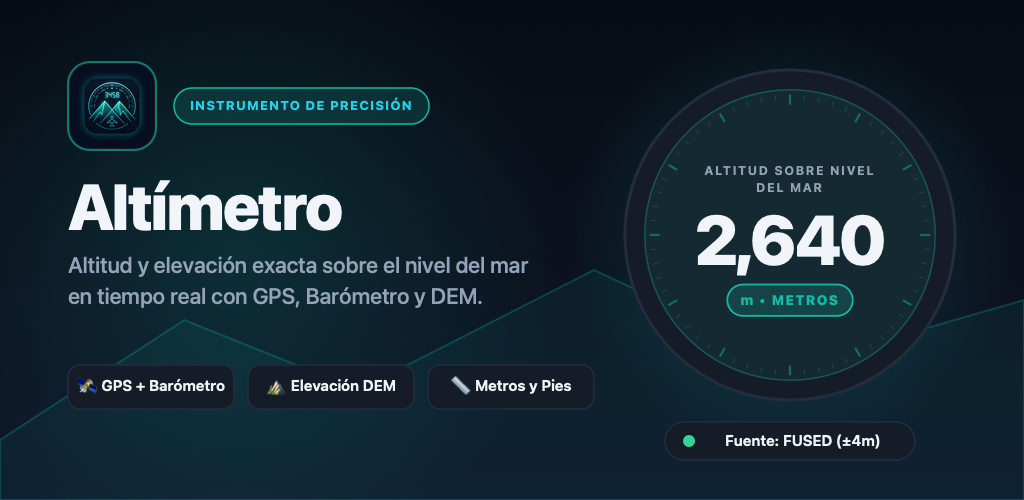 3458
INSTRUMENTO DE PRECISIÓN
Altímetro
Altitud y elevación exacta sobre el nivel del mar
en tiempo real con GPS, Barómetro y DEM.
GPS + Barómetro
Elevación DEM
Metros y Pies
ALTITUD SOBRE NIVEL
DEL MAR
2,640
m • METROS
Fuente: FUSED (±4m)